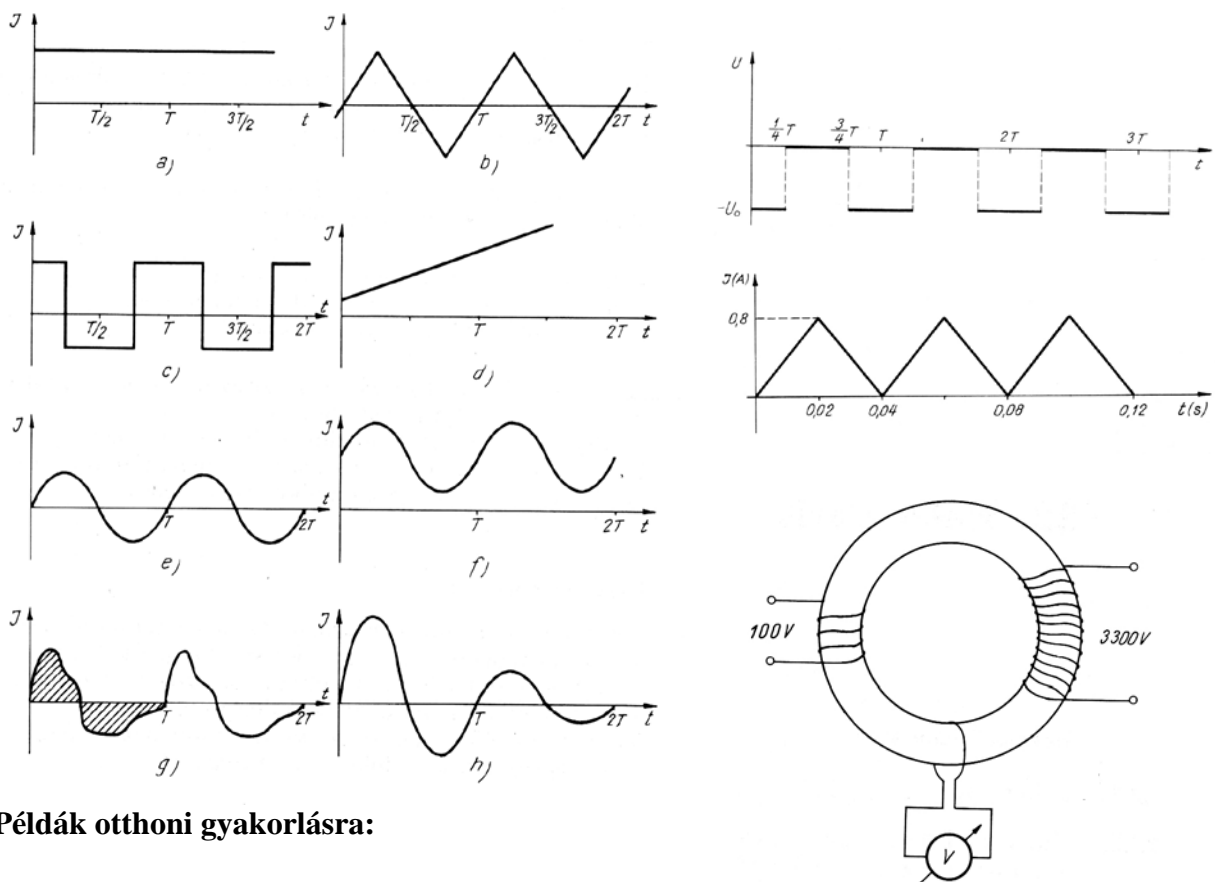 J
T/2 T 3T/2 t
a)
J
T/2 T 3T/2 2T t
b)
J
T/2 T 3T/2 2T t
c)
J
T 2T t
d)
J
T 2T t
e)
J
T 2T t
f)
J
T 2T t
g)
J
T 2T t
h)
Példák otthoni gyakorlásra:
U
1/4 T 3/4 T T 2T 3T
t
-U₀
J(A)
0,8
0,02 0,04 0,08 0,12 t(s)
100V
3300V
V